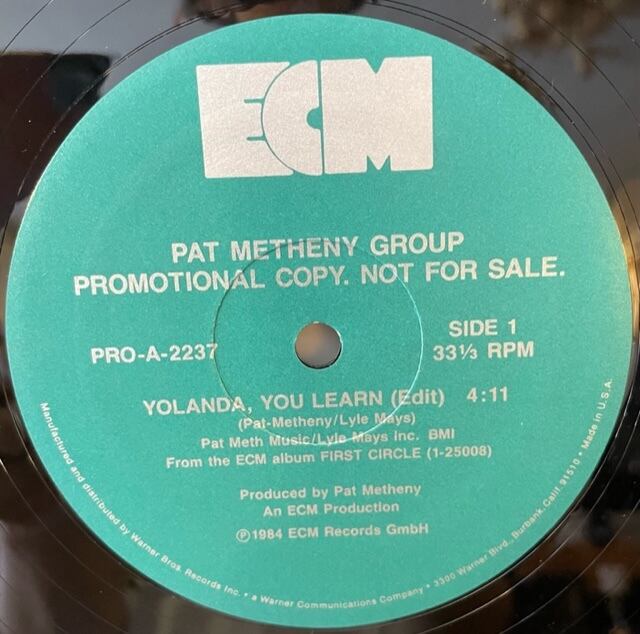 ECM
PAT METHENY GROUP
PROMOTIONAL COPY. NOT FOR SALE.
PRO-A-2237
SIDE 1
33⅓ RPM
YOLANDA, YOU LEARN (Edit) 4:11
(Pat-Metheny/Lyle Mays)
Pat Meth Music/Lyle Mays Inc. BMI
From the ECM album FIRST CIRCLE (1-25008)
Produced by Pat Metheny
An ECM Production
Ⓟ1984 ECM Records GmbH
Manufactured and distributed by Warner Bros. Records Inc. • a Warner Communications Company • 3300 Warner Blvd., Burbank, Calif. 91510 • Made in U.S.A.